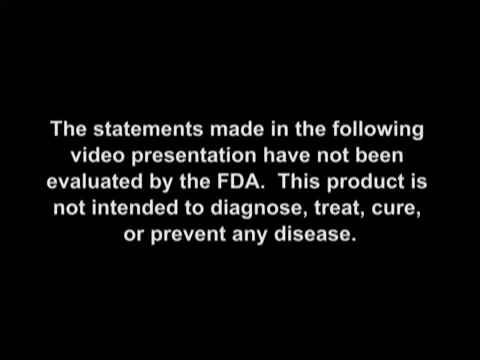 The statements made in the following
video presentation have not been
evaluated by the FDA.  This product is
not intended to diagnose, treat, cure,
or prevent any disease.